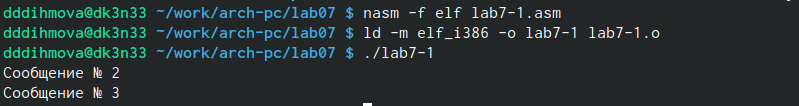 dddihmova@dk3n33 ~/work/arch-pc/lab07 $ nasm -f elf lab7-1.asm
dddihmova@dk3n33 ~/work/arch-pc/lab07 $ ld -m elf_i386 -o lab7-1 lab7-1.o
dddihmova@dk3n33 ~/work/arch-pc/lab07 $ ./lab7-1
Сообщение № 2
Сообщение № 3